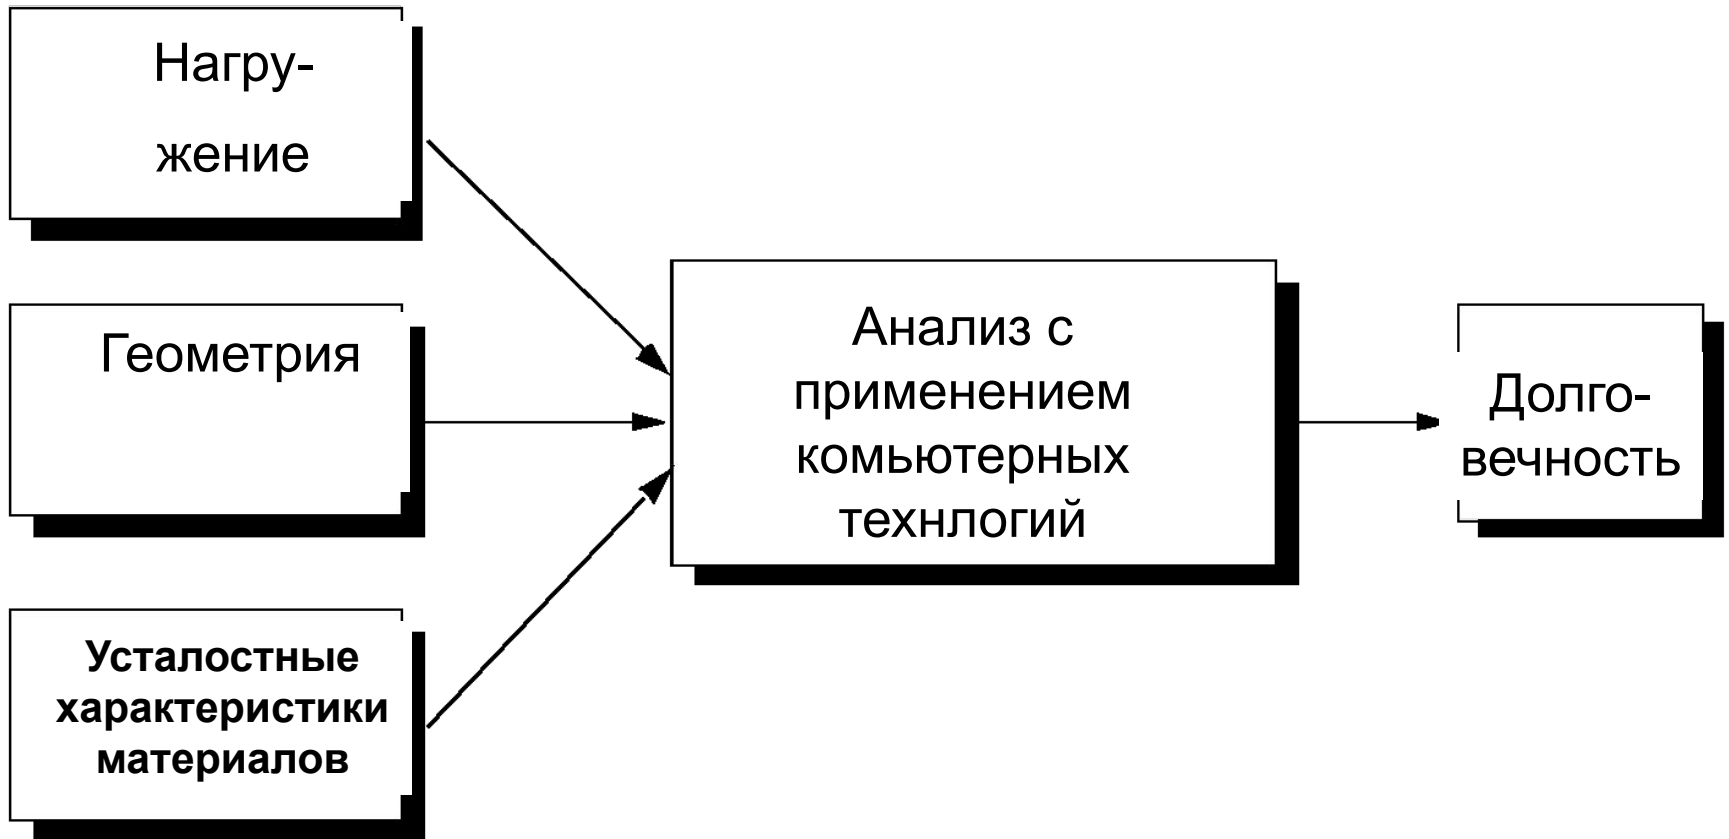 Нагру-
жение
Геометрия
Усталостные
характеристики
материалов
Анализ с
применением
комьютерных
технлогий
Долго-
вечность